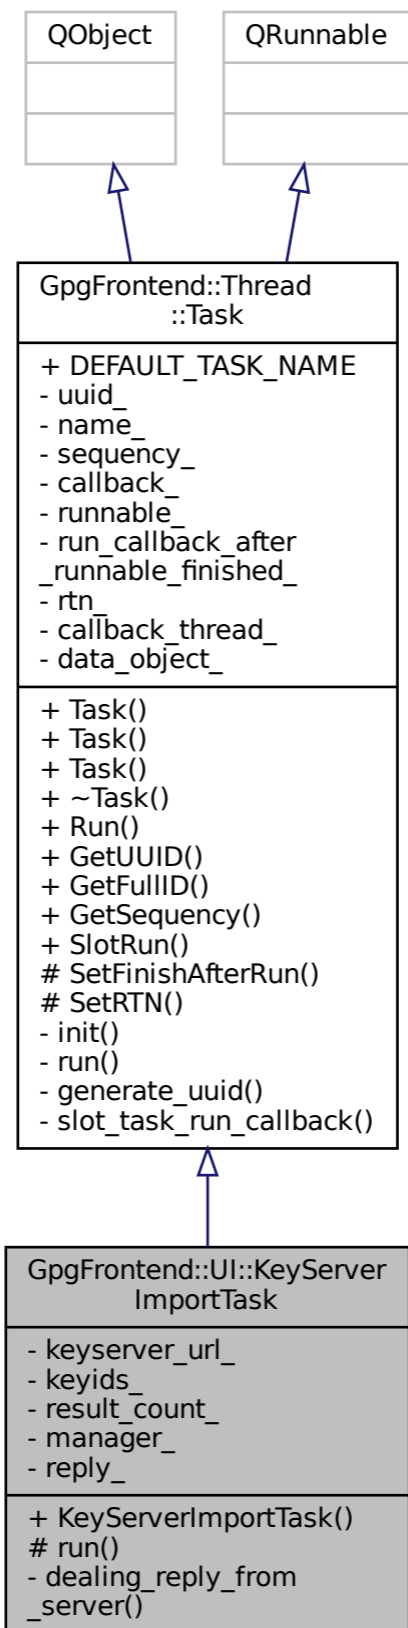 QObject
QRunnable
GpgFrontend::Thread
::Task
+ DEFAULT_TASK_NAME
- uuid_
- name_
- sequency_
- callback_
- runnable_
- run_callback_after
_runnable_finished_
- rtn_
- callback_thread_
- data_object_
+ Task()
+ Task()
+ Task()
+ ~Task()
+ Run()
+ GetUUID()
+ GetFullID()
+ GetSequency()
+ SlotRun()
# SetFinishAfterRun()
# SetRTN()
- init()
- run()
- generate_uuid()
- slot_task_run_callback()
GpgFrontend::UI::KeyServer
ImportTask
- keyserver_url_
- keyids_
- result_count_
- manager_
- reply_
+ KeyServerImportTask()
# run()
- dealing_reply_from
_server()